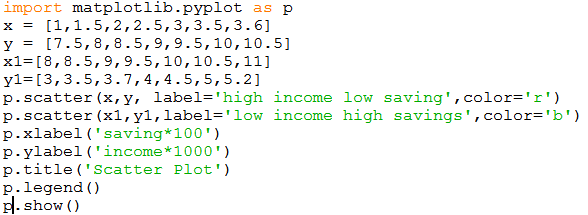 import matplotlib.pyplot as p
x = [1,1.5,2,2.5,3,3.5,3.6]
y = [7.5,8,8.5,9,9.5,10,10.5]
x1=[8,8.5,9,9.5,10,10.5,11]
y1=[3,3.5,3.7,4,4.5,5,5.2]
p.scatter(x,y, label='high income low saving',color='r')
p.scatter(x1,y1,label='low income high savings',color='b')
p.xlabel('saving*100')
p.ylabel('income*1000')
p.title('Scatter Plot')
p.legend()
p.show()